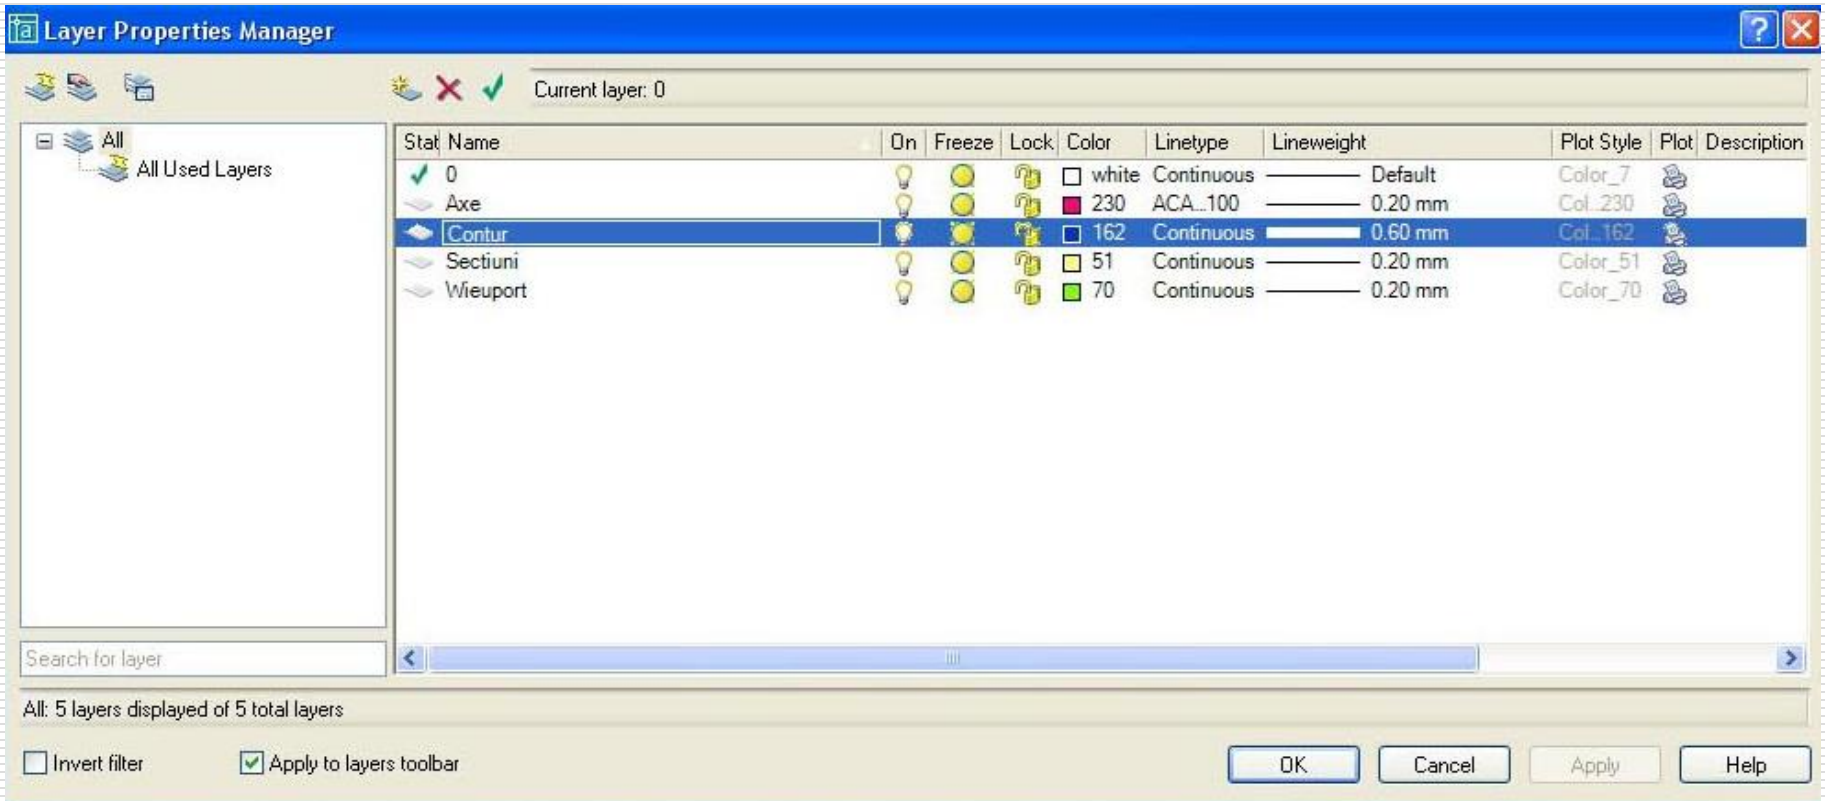 Layer Properties Manager
Current layer: 0
All
All Used Layers
Search for layer
Stat Name On Freeze Lock Color Linetype Lineweight Plot Style Plot Description
0 white Continuous Default Color_7
Axe 230 ACA...100 0.20 mm Col...230
Contur 162 Continuous 0.60 mm Col...162
Sectiuni 51 Continuous 0.20 mm Color_51
Wieuport 70 Continuous 0.20 mm Color_70
All: 5 layers displayed of 5 total layers
Invert filter Apply to layers toolbar OK Cancel Apply Help